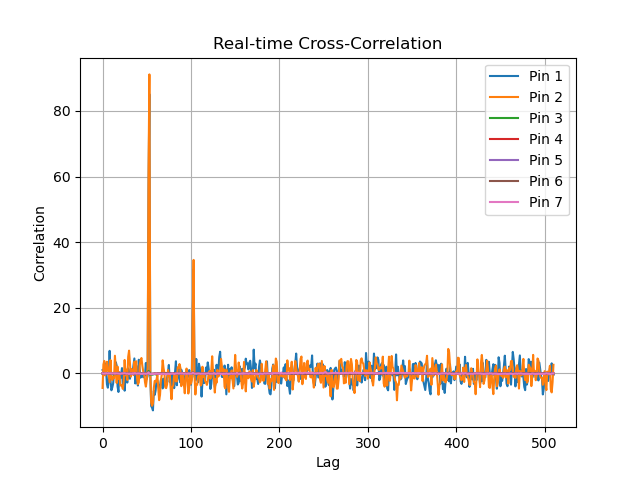 Real-time Cross-Correlation
Correlation
80
60
40
20
0
0 100 200 300 400 500
Lag
Pin 1
Pin 2
Pin 3
Pin 4
Pin 5
Pin 6
Pin 7